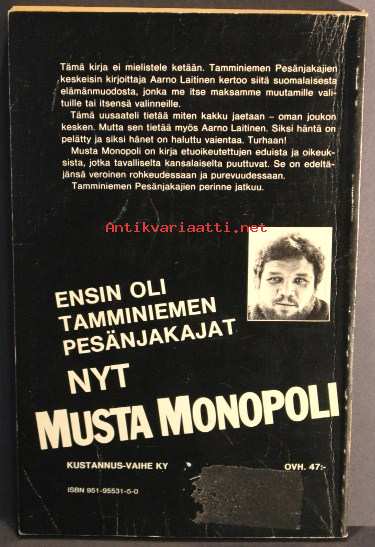 Tämä kirja ei mielistele ketään. Tamminiemen Pesänjakajien
keskeisin kirjoittaja Aarno Laitinen kertoo siitä suomalaisesta
elämänmuodosta, jonka me itse maksamme muutamille vali-
tuille tai itsensä valinneille.
Tämä uusateli tietää miten kakku jaetaan – oman joukon
kesken. Mutta sen tietää myös Aarno Laitinen. Siksi häntä on
pelätty ja siksi hänet on haluttu vaientaa. Turhaan!
Musta Monopoli on kirja etuoikeutettujen eduista ja oikeuk-
sista, jotka tavalliselta kansalaiselta puuttuvat. Se on edeltä-
jänsä veroinen rohkeudessaan ja purevuudessaan.
Tamminiemen Pesänjakajien perinne jatkuu.
Antikvariaatti.net
ENSIN OLI
TAMMINIEMEN
PESÄNJAKAJAT
NYT
MUSTA MONOPOLI
KUSTANNUS-VAIHE KY
OVH. 47:-
ISBN 951-95531-5-0